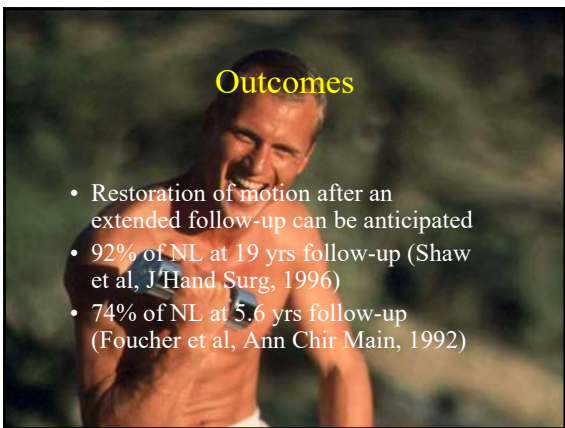 Outcomes
• Restoration of motion after an
extended follow-up can be anticipated
• 92% of NL at 19 yrs follow-up (Shaw
et al, J Hand Surg, 1996)
• 74% of NL at 5.6 yrs follow-up
(Foucher et al, Ann Chir Main, 1992)